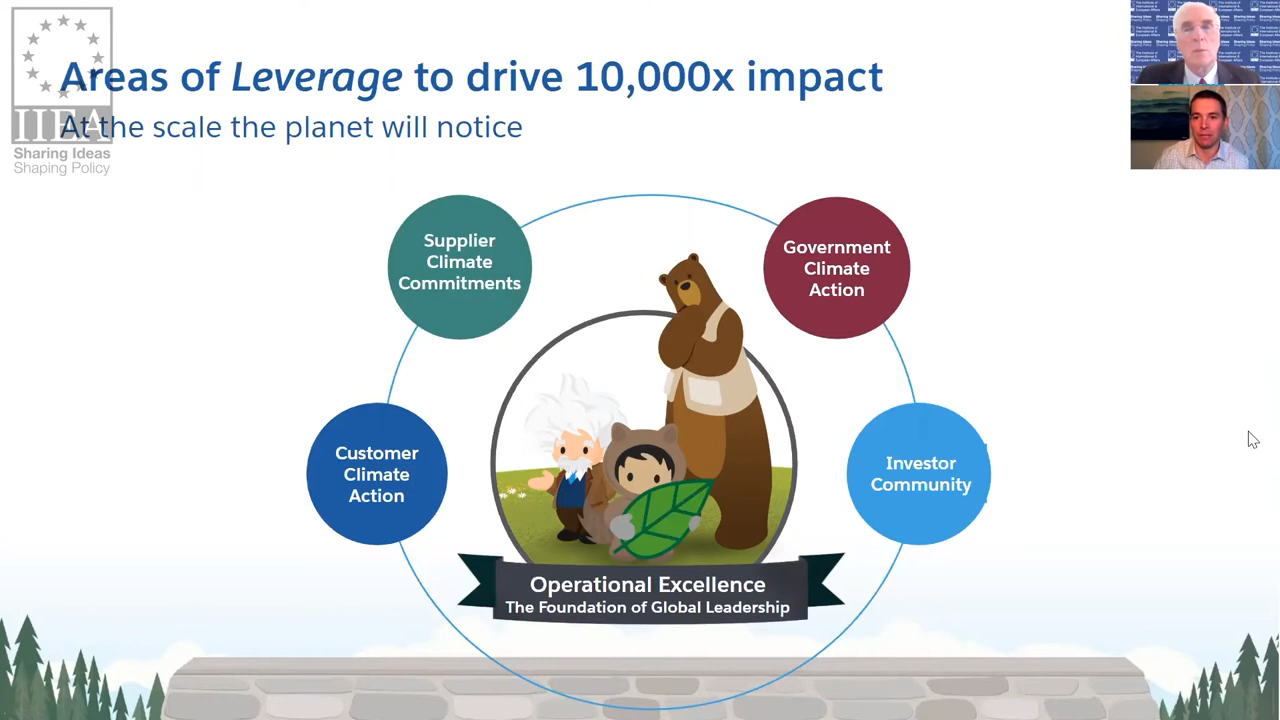 Areas of Leverage to drive 10,000x impact
At the scale the planet will notice
IIEA
Sharing Ideas
Shaping Policy
Supplier
Climate
Commitments
Government
Climate
Action
Customer
Climate
Action
Investor
Community
Operational Excellence
The Foundation of Global Leadership